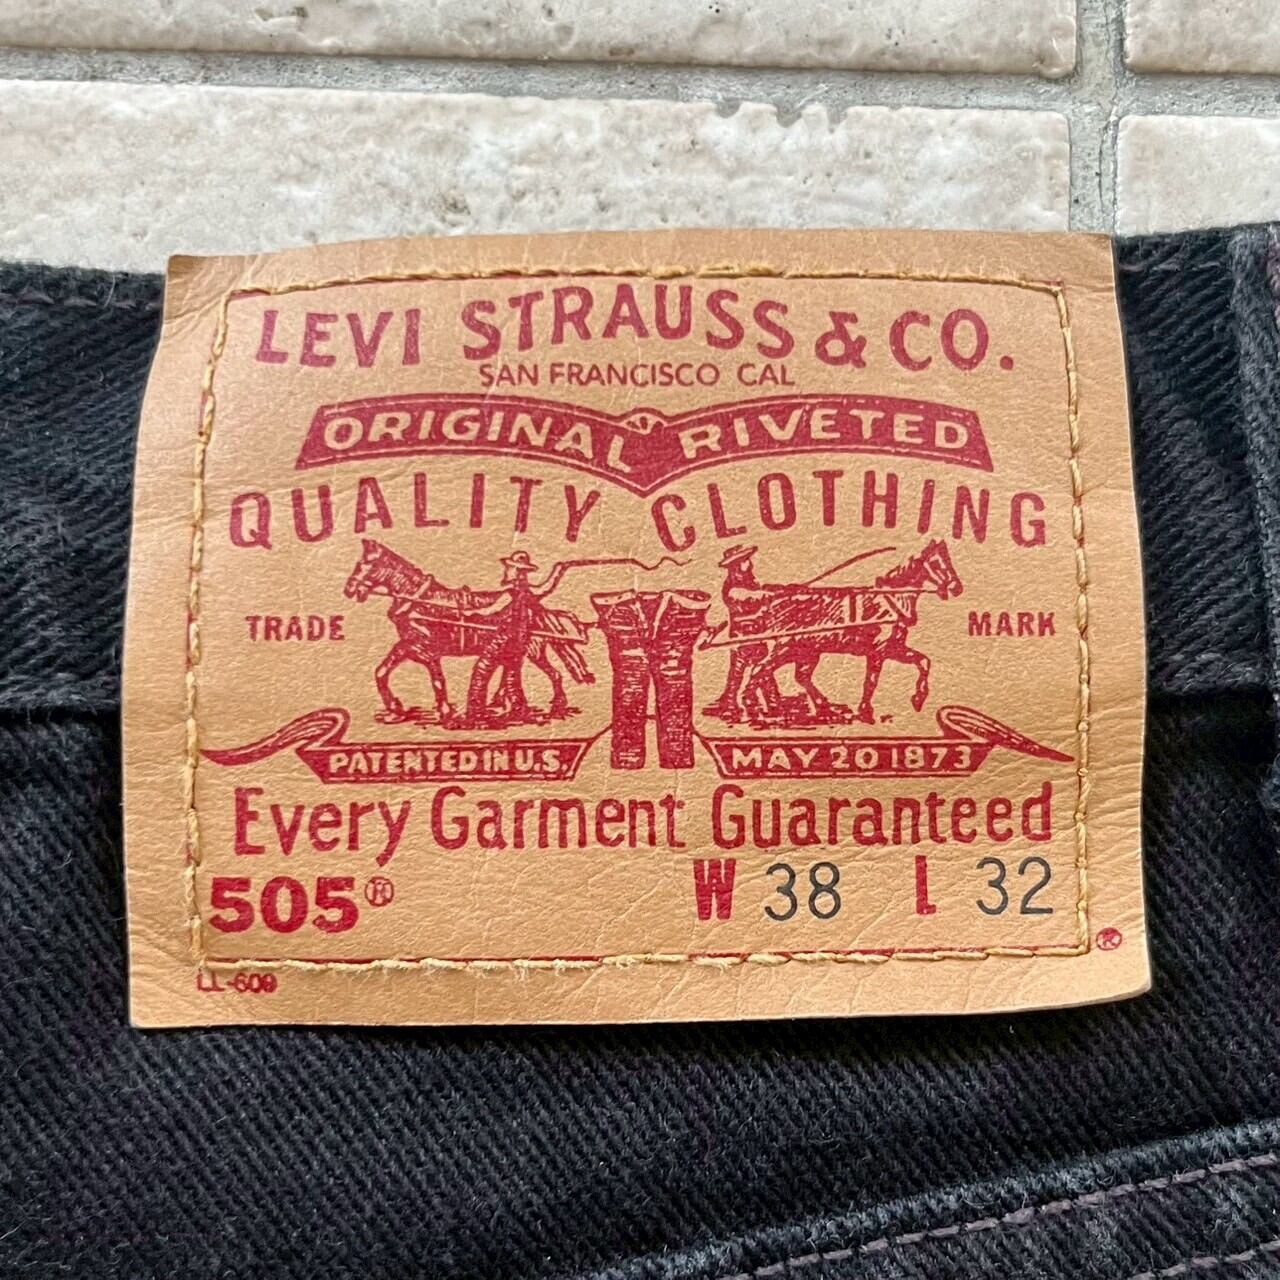 LEVI STRAUSS & CO.
SAN FRANCISCO CAL
ORIGINAL RIVETED
QUALITY CLOTHING
TRADE MARK
PATENTED IN U.S. MAY 20 1873
Every Garment Guaranteed
505® W 38 L 32
®
LL-609